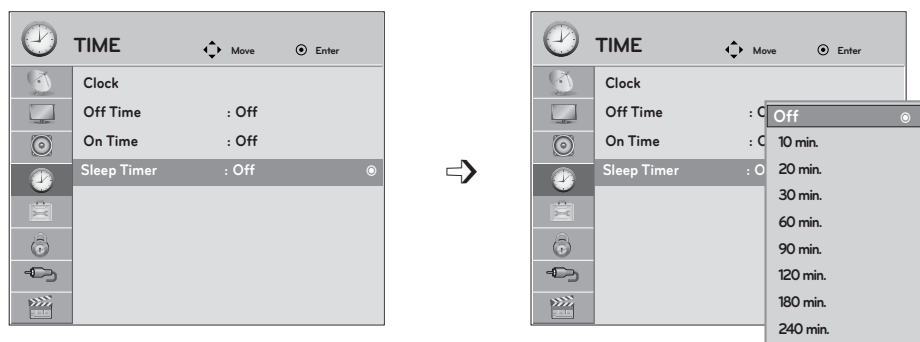 TIME
Move
Enter
Clock
Off Time : Off
On Time : Off
Sleep Timer : Off
TIME
Move
Enter
Clock
Off Time
On Time
Sleep Timer
Off
10 min.
20 min.
30 min.
60 min.
90 min.
120 min.
180 min.
240 min.